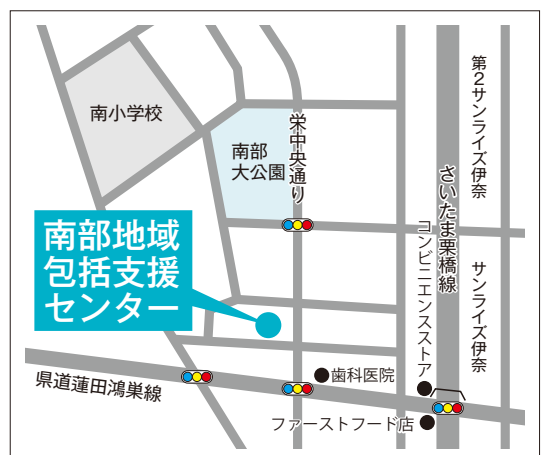 南小学校
南部
大公園
栄中央通り
第2サンライズ伊奈
さいたま栗橋線
コンビニエンスストア
サンライズ伊奈
南部地域
包括支援
センター
県道蓮田鴻巣線
歯科医院
ファーストフード店